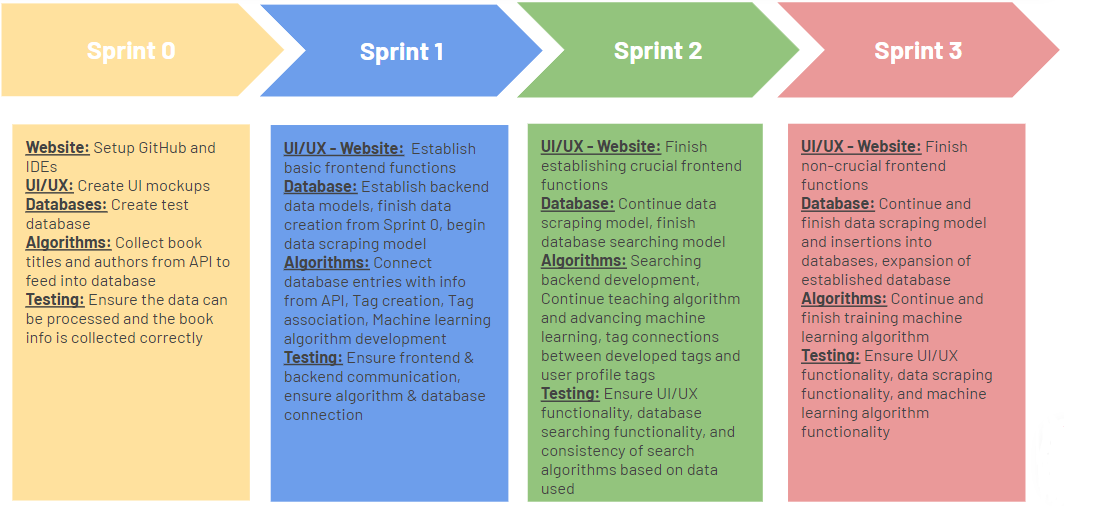 Sprint 0
Sprint 1
Sprint 2
Sprint 3
Website: Setup GitHub and
IDEs
UI/UX: Create UI mockups
Databases: Create test
database
Algorithms: Collect book
titles and authors from API to
feed into database
Testing: Ensure the data can
be processed and the book
info is collected correctly
UI/UX - Website: Establish
basic frontend functions
Database: Establish backend
data models, finish data
creation from Sprint 0, begin
data scraping model
Algorithms: Connect
database entries with info
from API, Tag creation, Tag
association, Machine learning
algorithm development
Testing: Ensure frontend &
backend communication,
ensure algorithm & database
connection
UI/UX - Website: Finish
establishing crucial frontend
functions
Database: Continue data
scraping model, finish
database searching model
Algorithms: Searching
backend development,
Continue teaching algorithm
and advancing machine
learning, tag connections
between developed tags and
user profile tags
Testing: Ensure UI/UX
functionality, database
searching functionality, and
consistency of search
algorithms based on data
used
UI/UX - Website: Finish
non-crucial frontend
functions
Database: Continue and
finish data scraping model
and insertions into
databases, expansion of
established database
Algorithms: Continue and
finish training machine
learning algorithm
Testing: Ensure UI/UX
functionality, data scraping
functionality, and machine
learning algorithm
functionality